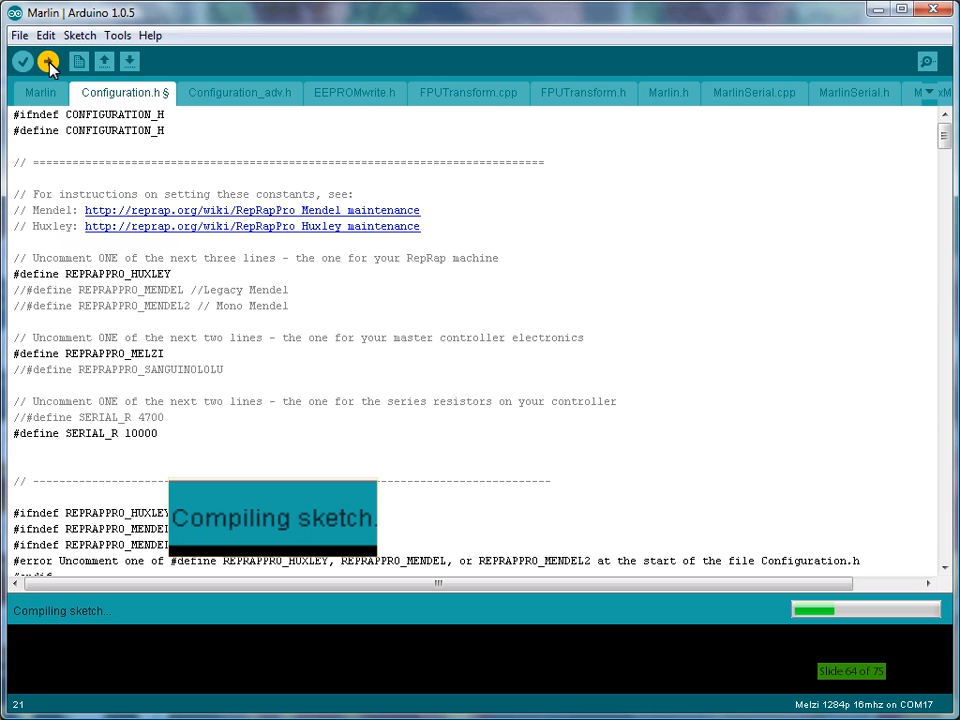 Marlin | Arduino 1.0.5
File Edit Sketch Tools Help
Marlin Configuration.h § Configuration_adv.h EEPROMwrite.h FPUTransform.cpp FPUTransform.h Marlin.h MarlinSerial.cpp MarlinSerial.h M xM
#ifndef CONFIGURATION_H
#define CONFIGURATION_H
// ==============================================================================
// For instructions on setting these constants, see:
// Mendel: http://reprap.org/wiki/RepRapPro_Mendel_maintenance
// Huxley: http://reprap.org/wiki/RepRapPro_Huxley_maintenance
// Uncomment ONE of the next three lines - the one for your RepRap machine
#define REPRAPPRO_HUXLEY
//#define REPRAPPRO_MENDEL //Legacy Mendel
//#define REPRAPPRO_MENDEL2 // Mono Mendel
// Uncomment ONE of the next two lines - the one for your master controller electronics
#define REPRAPPRO_MELZI
//#define REPRAPPRO_SANGUINOLOLU
// Uncomment ONE of the next two lines - the one for the series resistors on your controller
//#define SERIAL_R 4700
#define SERIAL_R 10000
// ------------------------------------------------------------------------------
#ifndef REPRAPPRO_HUXLEY
#ifndef REPRAPPRO_MENDEL
#ifndef REPRAPPRO_MENDEL
Compiling sketch.
#error Uncomment one of #define REPRAPPRO_HUXLEY, REPRAPPRO_MENDEL, or REPRAPPRO_MENDEL2 at the start of the file Configuration.h
Compiling sketch...
Slide 64 of 75
21 Melzi 1284p 16mhz on COM17